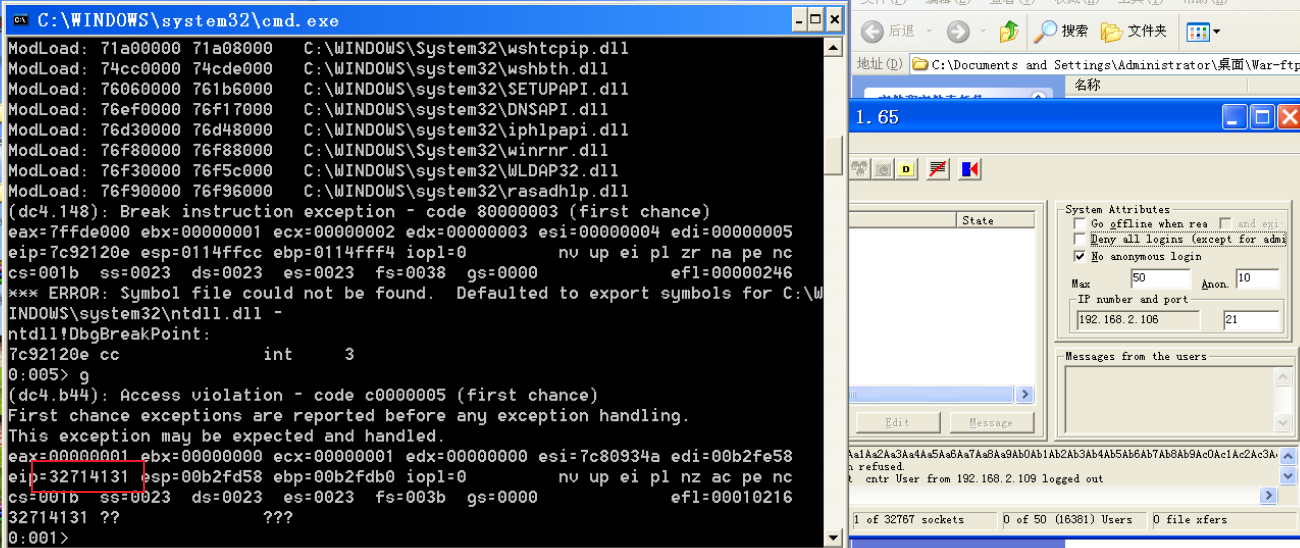 C:\WINDOWS\system32\cmd.exe
ModLoad: 71a00000 71a08000 C:\WINDOWS\System32\wshtcpip.dll
ModLoad: 74cc0000 74cde000 C:\WINDOWS\system32\wshbth.dll
ModLoad: 76060000 761b6000 C:\WINDOWS\system32\SETUPAPI.dll
ModLoad: 76ef0000 76f17000 C:\WINDOWS\system32\DNSAPI.dll
ModLoad: 76d30000 76d48000 C:\WINDOWS\system32\iphlpapi.dll
ModLoad: 76f80000 76f88000 C:\WINDOWS\System32\winrnr.dll
ModLoad: 76f30000 76f5c000 C:\WINDOWS\system32\WLDAP32.dll
ModLoad: 76f90000 76f96000 C:\WINDOWS\system32\rasadhlp.dll
(dc4.148): Break instruction exception - code 80000003 (first chance)
eax=7ffde000 ebx=00000001 ecx=00000002 edx=00000003 esi=00000004 edi=00000005
eip=7c92120e esp=0114ffcc ebp=0114fff4 iopl=0 nv up ei pl zr na pe nc
cs=001b ss=0023 ds=0023 es=0023 fs=0038 gs=0000 efl=00000246
*** ERROR: Symbol file could not be found. Defaulted to export symbols for C:\W
INDOWS\system32\ntdll.dll -
ntdll!DbgBreakPoint:
7c92120e cc int 3
0:005> g
(dc4.b44): Access violation - code c0000005 (first chance)
First chance exceptions are reported before any exception handling.
This exception may be expected and handled.
eax=00000001 ebx=00000000 ecx=00000001 edx=00000000 esi=7c80934a edi=00b2fe58
eip=32714131 esp=00b2fd58 ebp=00b2fdb0 iopl=0 nv up ei pl nz ac pe nc
cs=001b ss=0023 ds=0023 es=0023 fs=003b gs=0000 efl=00010216
32714131 ?? ???
0:001>
后退
搜索
文件夹
地址(D)
C:\Documents and Settings\Administrator\桌面\War-ftp
名称
1.65
State
Edit
Message
System Attributes
Go offline when rea
and exi
Deny all logins (except for admi
No anonymous login
Max
50
Anon.
10
IP number and port
192.168.2.106
21
Messages from the users
Aa1Aa2Aa3Aa4Aa5Aa6Aa7Aa8Aa9Ab0Ab1Ab2Ab3Ab4Ab5Ab6Ab7Ab8Ab9Ac0Ac1Ac2Ac3A
n refused.
t cntr User from 192.168.2.109 logged out
1 of 32767 sockets
0 of 50 (16381) Users
0 file xfers